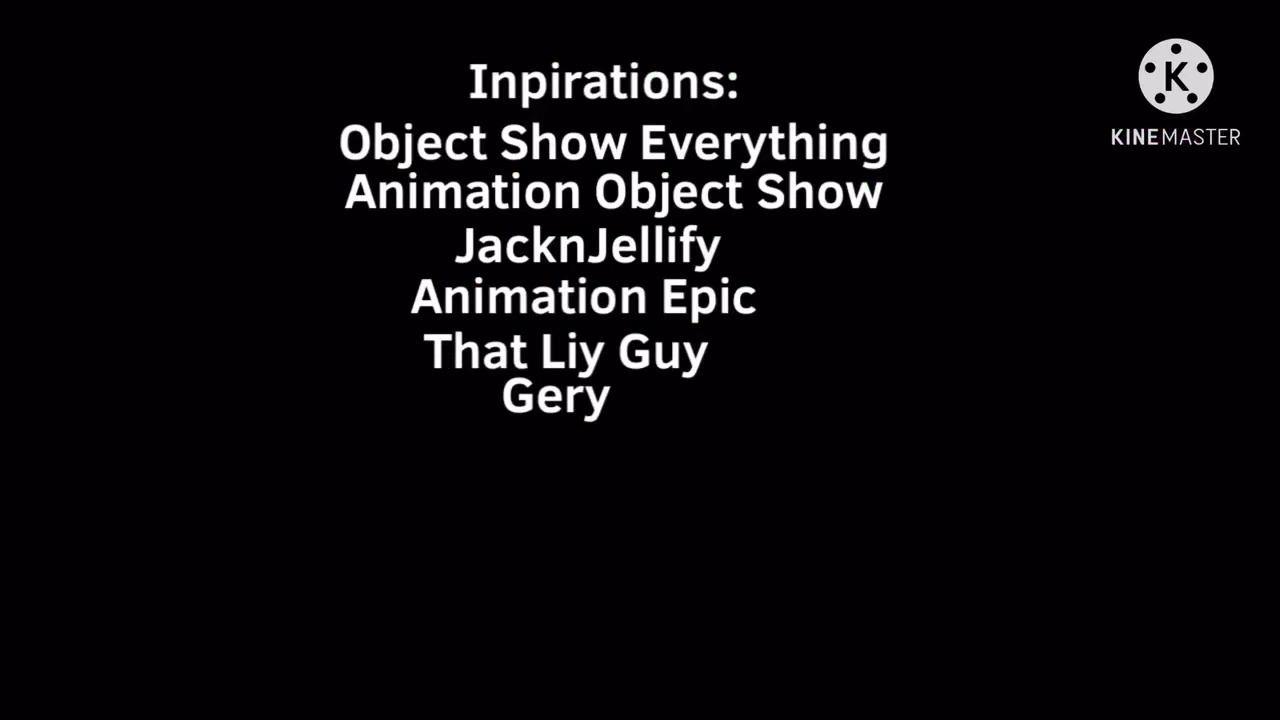 Inpirations:
Object Show Everything
Animation Object Show
JacknJellify
Animation Epic
That Liy Guy
Gery
K
KINEMASTER